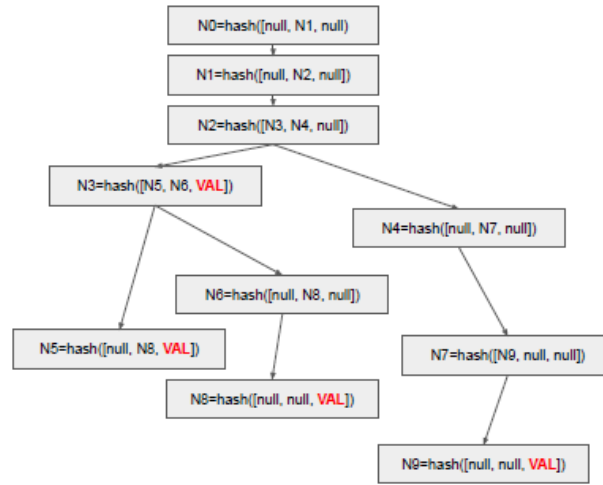 N0=hash([null, N1, null)
N1=hash([null, N2, null])
N2=hash([N3, N4, null])
N3=hash([N5, N6, VAL])
N4=hash([null, N7, null])
N6=hash([null, N8, null])
N5=hash([null, N8, VAL])
N7=hash([N9, null, null])
N8=hash([null, null, VAL])
N9=hash([null, null, VAL])